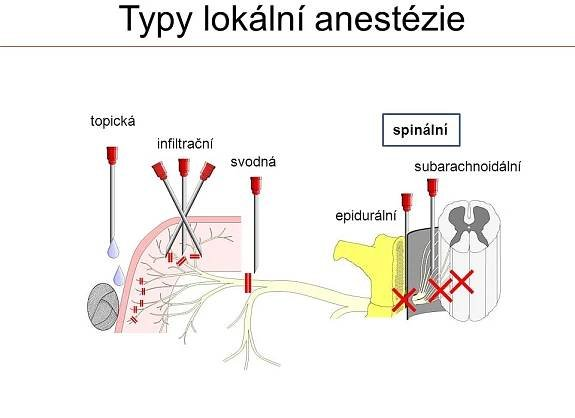 Typy lokální anestézie
topická
infiltrační
svodná
spinální
subarachnoidální
epidurální